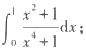 ∫₀¹ (x² + 1)/(x⁴ + 1) dx;